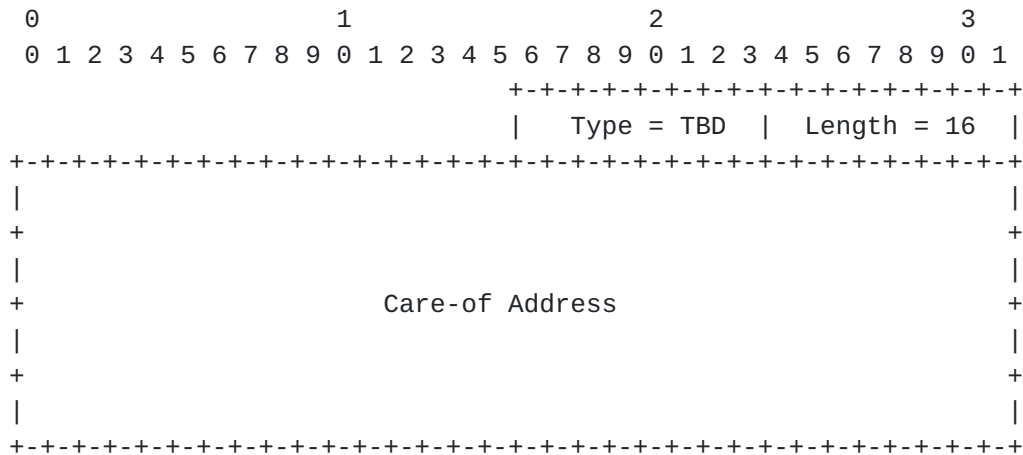 0                   1                   2                   3
 0 1 2 3 4 5 6 7 8 9 0 1 2 3 4 5 6 7 8 9 0 1 2 3 4 5 6 7 8 9 0 1
                                +-+-+-+-+-+-+-+-+-+-+-+-+-+-+-+-+
                                |   Type = TBD  |  Length = 16  |
+-+-+-+-+-+-+-+-+-+-+-+-+-+-+-+-+-+-+-+-+-+-+-+-+-+-+-+-+-+-+-+-+
|                                                               |
+                                                               +
|                                                               |
+                       Care-of Address                         +
|                                                               |
+                                                               +
|                                                               |
+-+-+-+-+-+-+-+-+-+-+-+-+-+-+-+-+-+-+-+-+-+-+-+-+-+-+-+-+-+-+-+-+